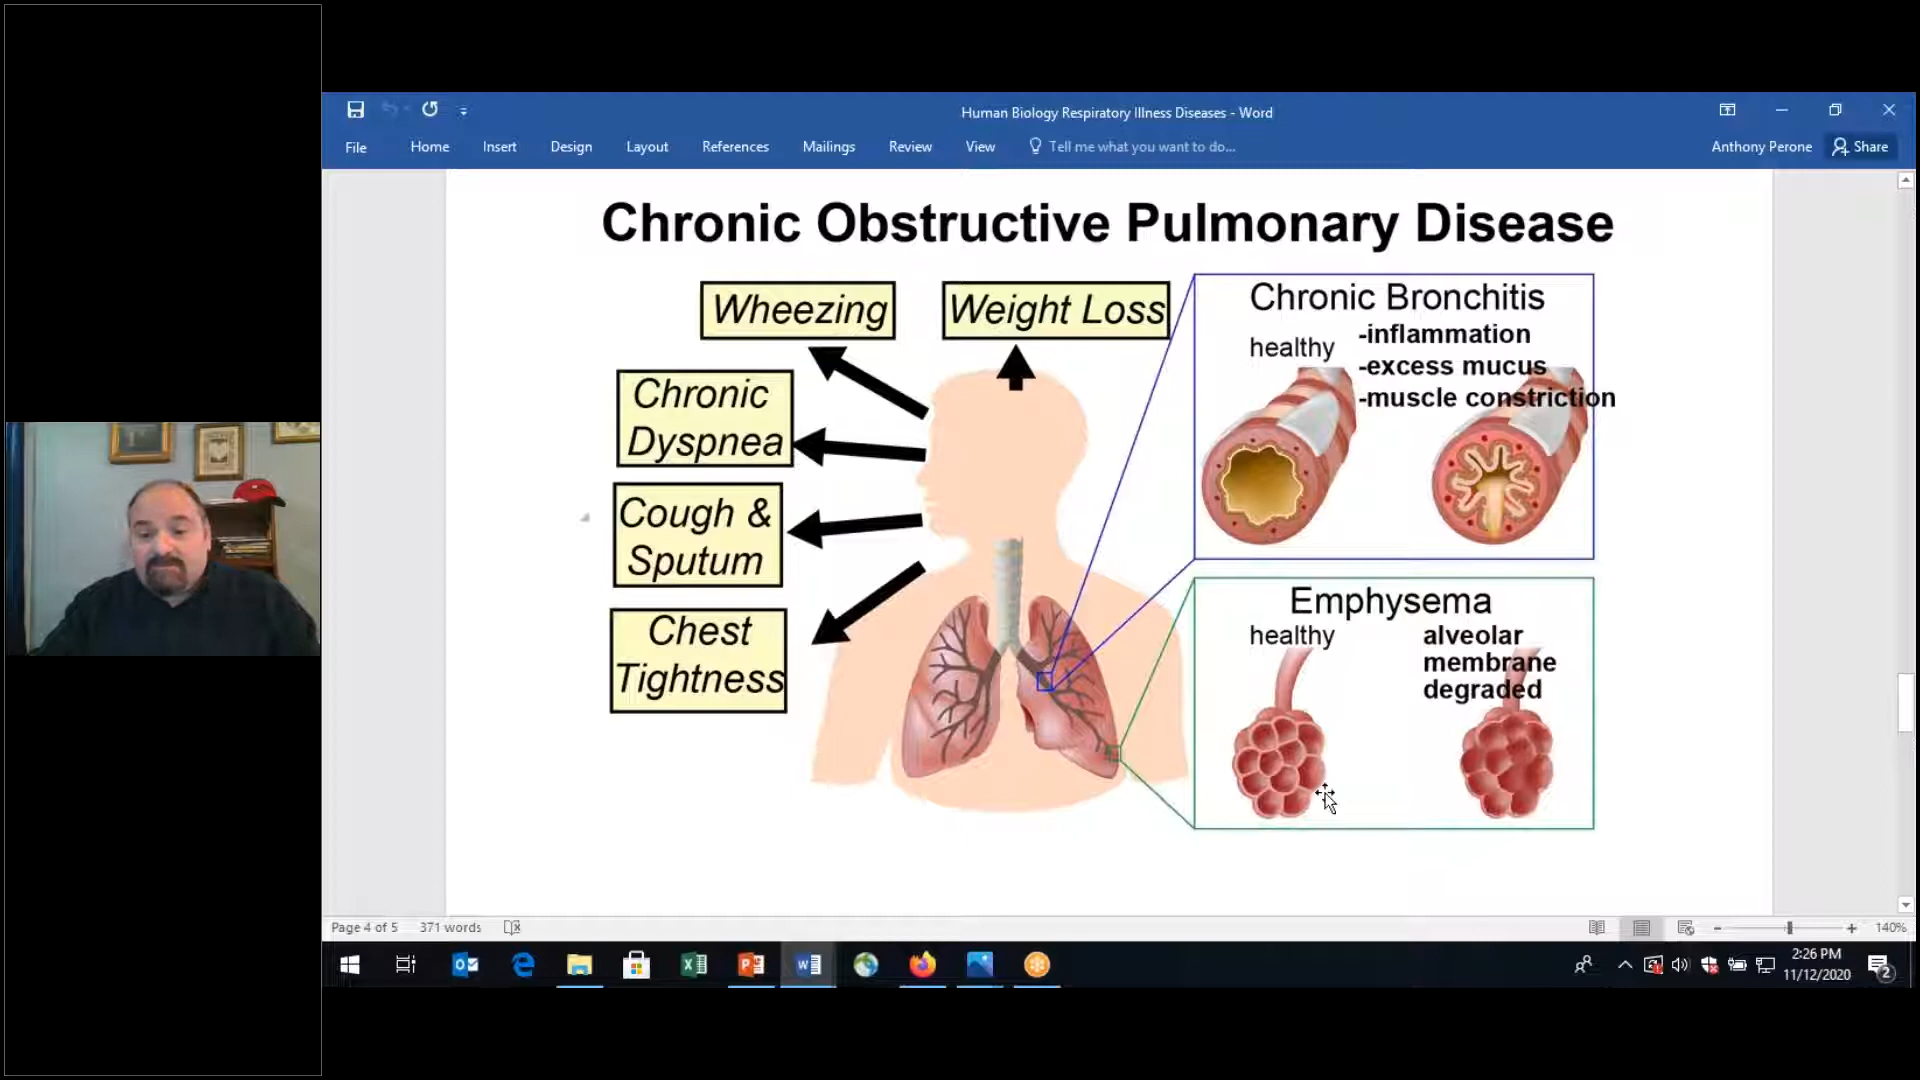 Human Biology Respiratory Illness Diseases - Word
File Home Insert Design Layout References Mailings Review View Tell me what you want to do... Anthony Perone Share
Chronic Obstructive Pulmonary Disease
Wheezing
Weight Loss
Chronic
Dyspnea
Cough &
Sputum
Chest
Tightness
Chronic Bronchitis
healthy
-inflammation
-excess mucus
-muscle constriction
Emphysema
healthy
alveolar
membrane
degraded
Page 4 of 5 371 words
140%
2:26 PM
11/12/2020
2